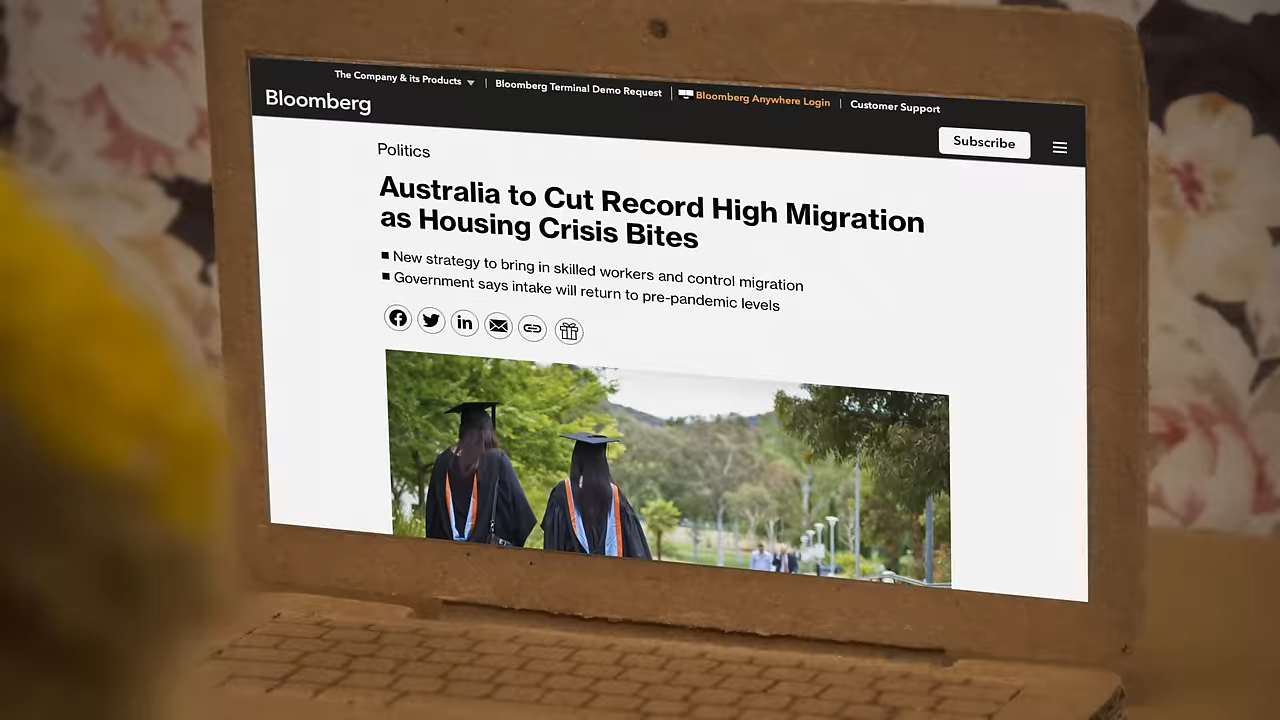 The Company & its Products | Bloomberg Terminal Demo Request | Bloomberg Anywhere Login | Customer Support
Bloomberg
Subscribe
Politics
Australia to Cut Record High Migration
as Housing Crisis Bites
New strategy to bring in skilled workers and control migration
Government says intake will return to pre-pandemic levels
in